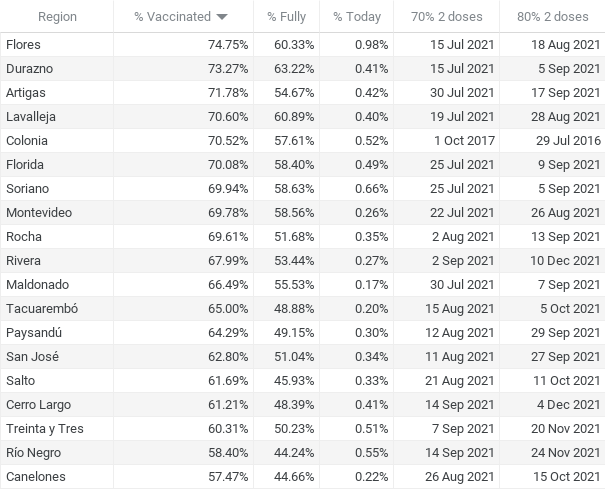 Region % Vaccinated % Fully % Today 70% 2 doses 80% 2 doses
Flores 74.75% 60.33% 0.98% 15 Jul 2021 18 Aug 2021
Durazno 73.27% 63.22% 0.41% 15 Jul 2021 5 Sep 2021
Artigas 71.78% 54.67% 0.42% 30 Jul 2021 17 Sep 2021
Lavalleja 70.60% 60.89% 0.40% 19 Jul 2021 28 Aug 2021
Colonia 70.52% 57.61% 0.52% 1 Oct 2017 29 Jul 2016
Florida 70.08% 58.40% 0.49% 25 Jul 2021 9 Sep 2021
Soriano 69.94% 58.63% 0.66% 25 Jul 2021 5 Sep 2021
Montevideo 69.78% 58.56% 0.26% 22 Jul 2021 26 Aug 2021
Rocha 69.61% 51.68% 0.35% 2 Aug 2021 13 Sep 2021
Rivera 67.99% 53.44% 0.27% 2 Sep 2021 10 Dec 2021
Maldonado 66.49% 55.53% 0.17% 30 Jul 2021 7 Sep 2021
Tacuarembó 65.00% 48.88% 0.20% 15 Aug 2021 5 Oct 2021
Paysandú 64.29% 49.15% 0.30% 12 Aug 2021 29 Sep 2021
San José 62.80% 51.04% 0.34% 11 Aug 2021 27 Sep 2021
Salto 61.69% 45.93% 0.33% 21 Aug 2021 11 Oct 2021
Cerro Largo 61.21% 48.39% 0.41% 14 Sep 2021 4 Dec 2021
Treinta y Tres 60.31% 50.23% 0.51% 7 Sep 2021 20 Nov 2021
Río Negro 58.40% 44.24% 0.55% 14 Sep 2021 24 Nov 2021
Canelones 57.47% 44.66% 0.22% 26 Aug 2021 15 Oct 2021